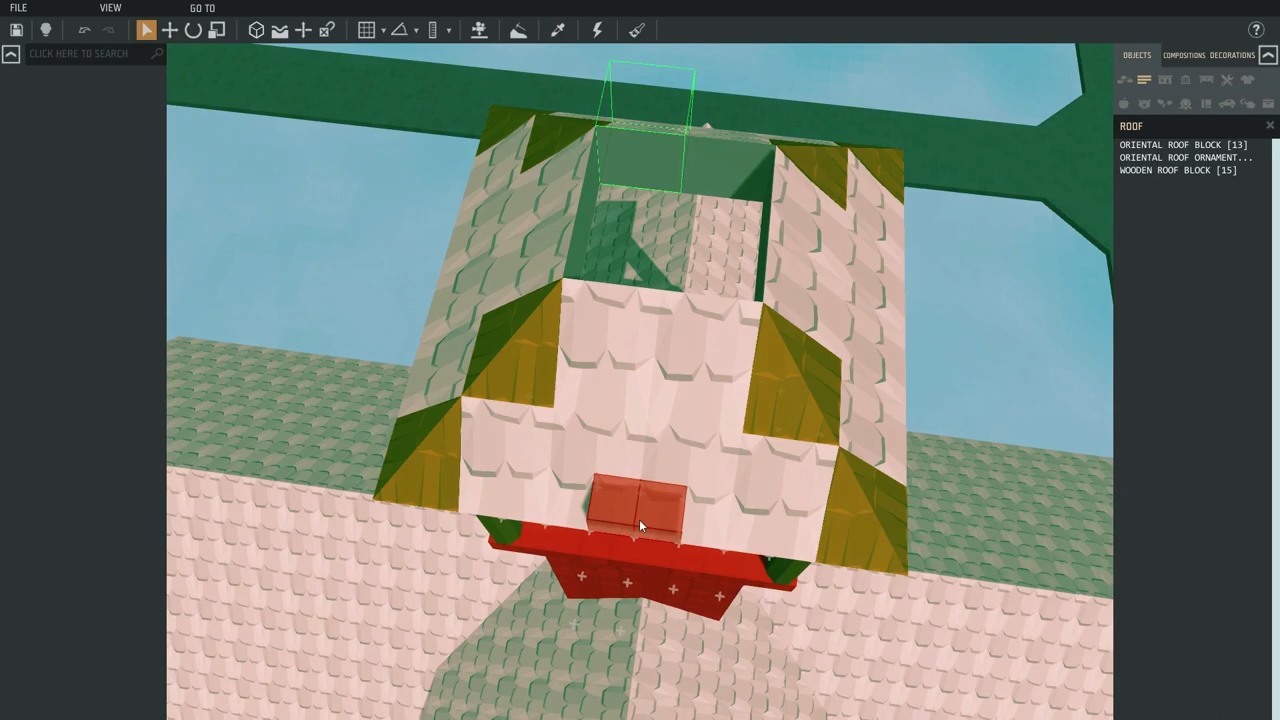 FILE VIEW GO TO
CLICK HERE TO SEARCH
OBJECTS COMPOSITIONS DECORATIONS
ROOF
ORIENTAL ROOF BLOCK [13]
ORIENTAL ROOF ORNAMENT...
WOODEN ROOF BLOCK [15]